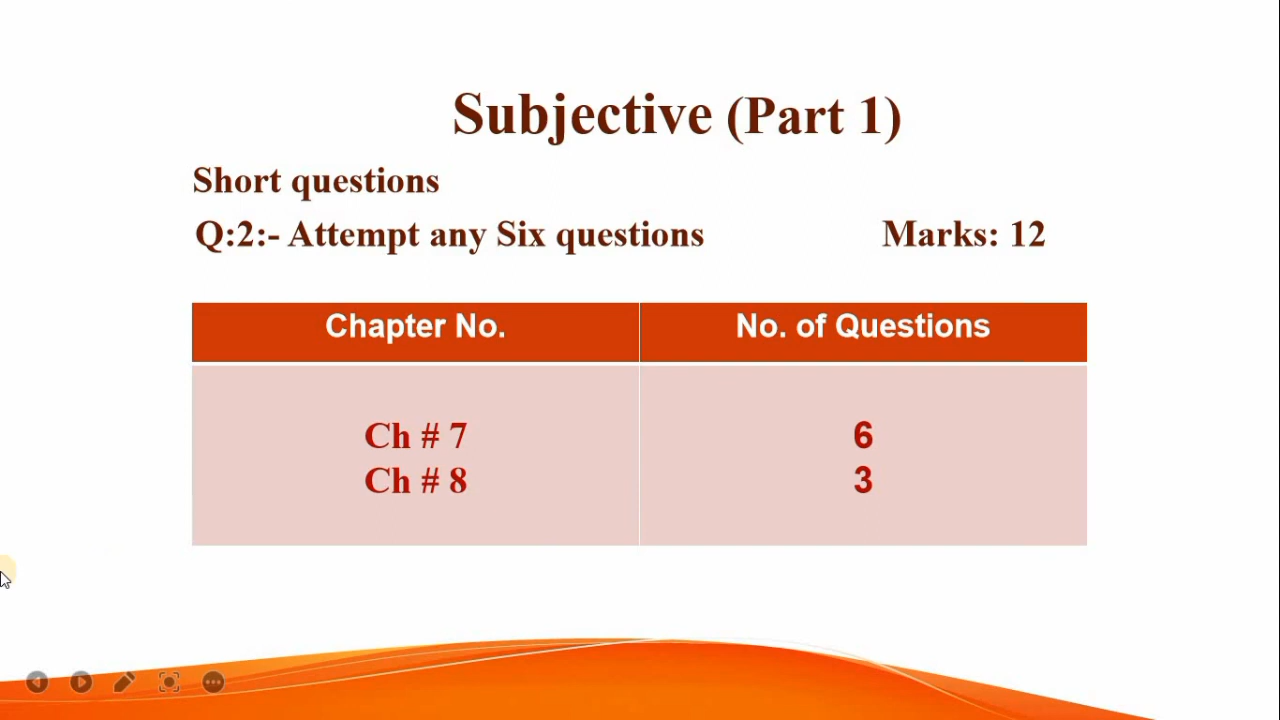 Subjective (Part 1)
Short questions
Q:2:- Attempt any Six questions Marks: 12
Chapter No. No. of Questions
Ch # 7 6
Ch # 8 3